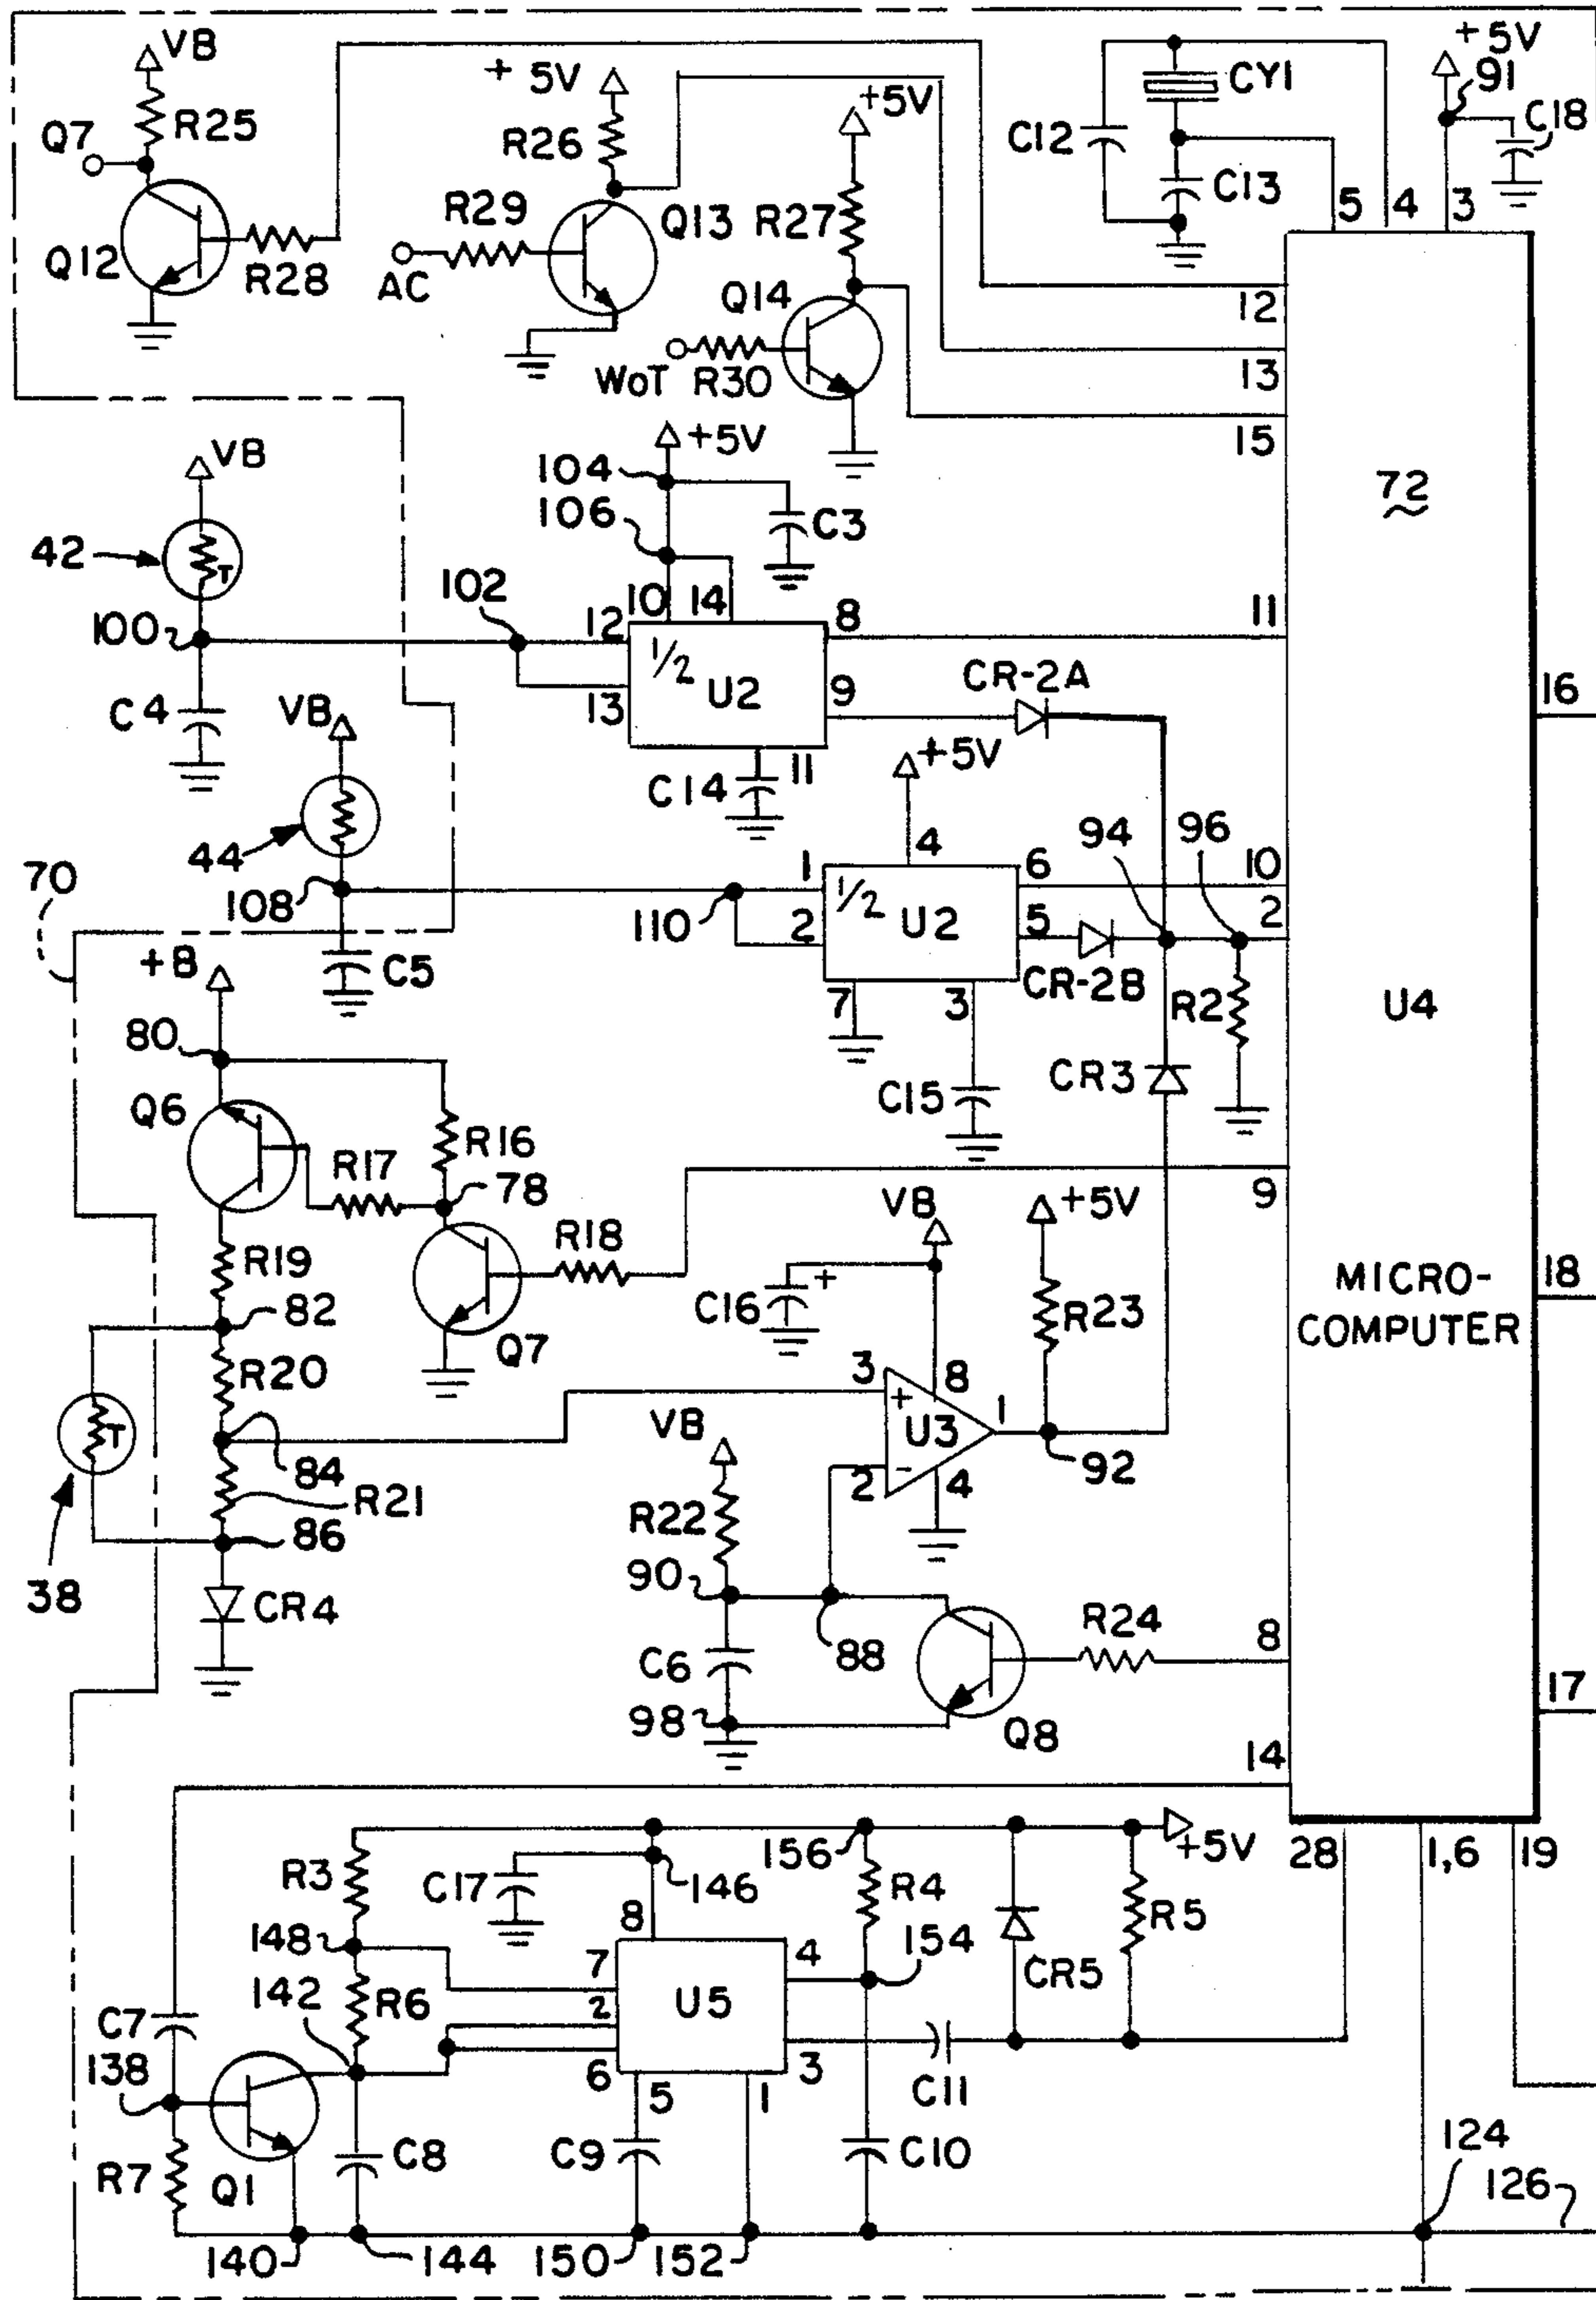 VB
+5V
+5V
+5V
91
CY1
C18
R25
Q7
R26
C12
C13
R29
Q13
R27
5
4
3
Q12
R28
AC
Q14
12
WoT
R30
13
+5V
15
VB
104
72
106
C3
42
T
102
10
14
11
100
12
8
1/2
U2
CR-2A
16
C4
VB
13
9
+5V
C14
11
94
96
44
4
70
1
6
10
108
1/2
U2
2
110
2
5
+B
C5
CR-2B
R2
U4
7
3
80
CR3
Q6
C15
R16
R17
78
VB
9
+5V
R18
R19
MICRO-
18
82
C16
+
R23
COMPUTER
Q7
R20
3
8
T
VB
+
1
U3
84
2
-
4
92
R21
R22
86
90
38
CR4
R24
8
C6
88
17
98
Q8
14
156
+5V
R3
C17
146
R4
28
1,6
19
8
R5
148
154
7
4
CR5
142
R6
2
U5
C7
138
6
3
5
1
C11
124
R7
Q1
C8
C9
C10
126
140
144
150
152